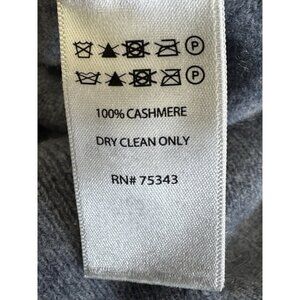 100% CASHMERE
DRY CLEAN ONLY
RN# 75343